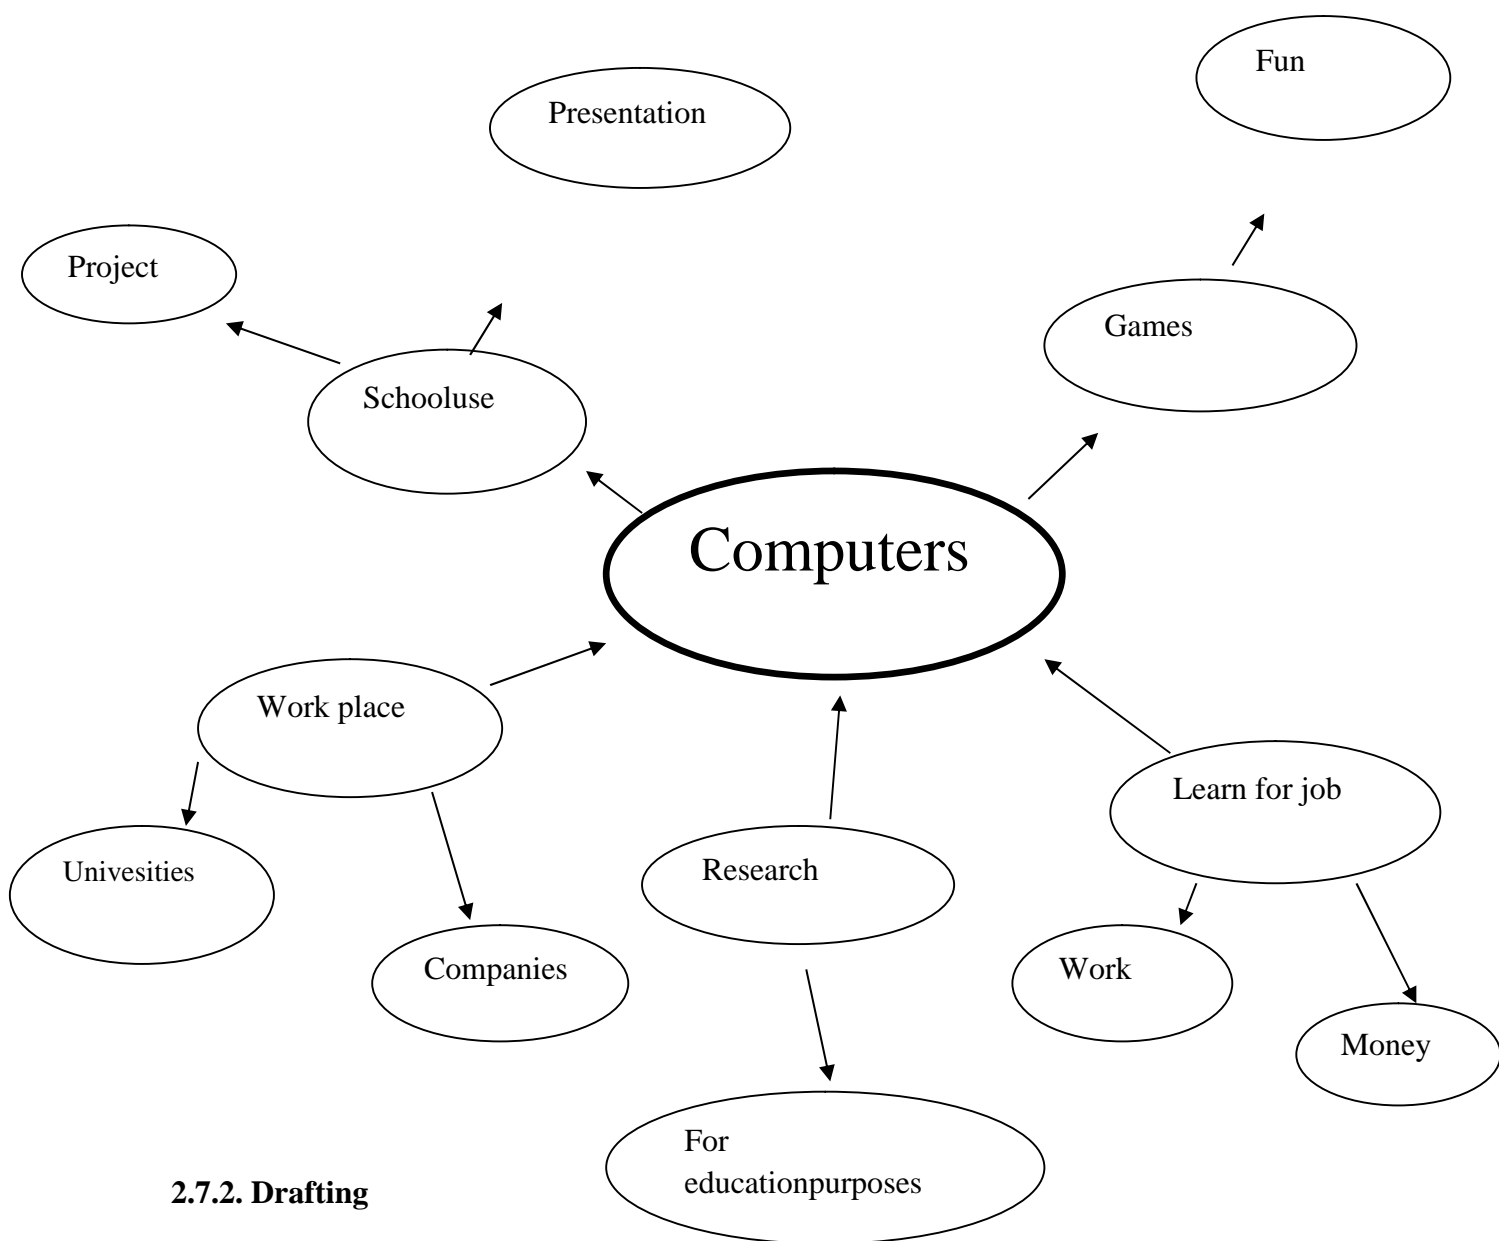 Fun
Presentation
Project
Games
Schooluse
Computers
Work place
Learn for job
Univesities
Research
Companies
Work
Money
For
educationpurposes
2.7.2. Drafting